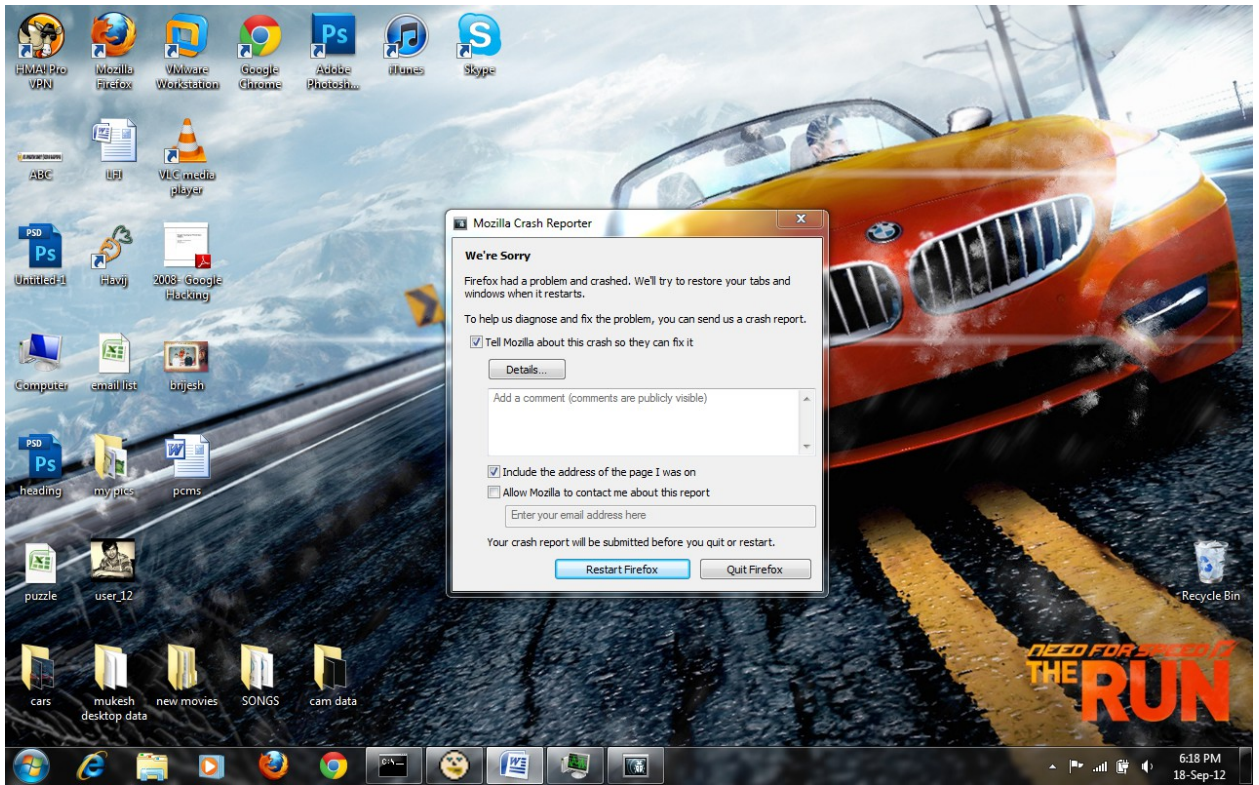 HMA! Pro
VPN
Mozilla
Firefox
VMware
Workstation
Google
Chrome
Adobe
Photosh...
iTunes
Skype
Ps
S
ABC
LFI
VLC media
player
PSD
Ps
Untitled-1
Havij
2008- Google
Hacking
Computer
email list
brijesh
PSD
Ps
heading
my pics
pcms
puzzle
user_12
cars
mukesh
desktop data
new movies
SONGS
cam data
Mozilla Crash Reporter
X
We're Sorry
Firefox had a problem and crashed. We'll try to restore your tabs and
windows when it restarts.
To help us diagnose and fix the problem, you can send us a crash report.
Tell Mozilla about this crash so they can fix it
Details...
Add a comment (comments are publicly visible)
Include the address of the page I was on
Allow Mozilla to contact me about this report
Enter your email address here
Your crash report will be submitted before you quit or restart.
Restart Firefox
Quit Firefox
Recycle Bin
NEED FOR SPEED
THE RUN
C:\_
6:18 PM
18-Sep-12